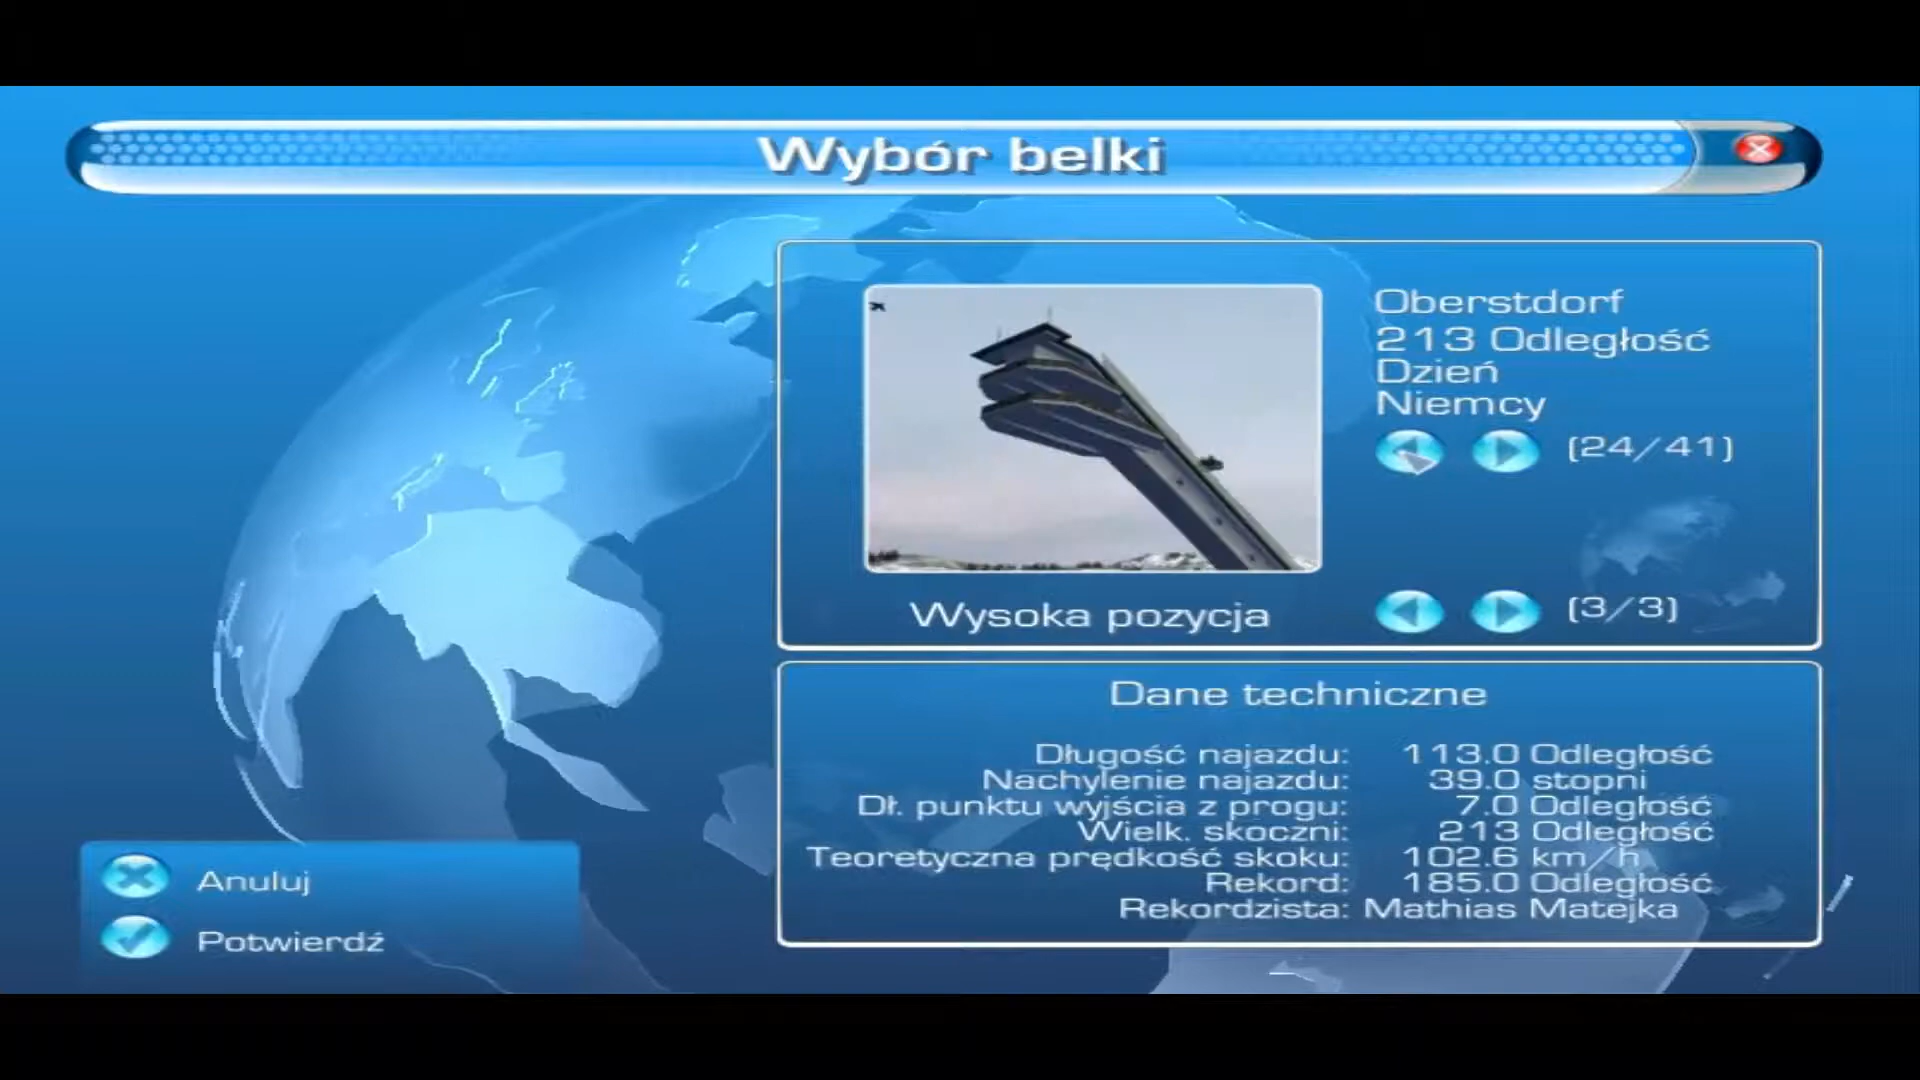 Wybór belki
Oberstdorf
213 Odległość
Dzień
Niemcy
(24/41)
Wysoka pozycja
(3/3)
Dane techniczne
Długość najazdu: 113.0 Odległość
Nachylenie najazdu: 39.0 stopni
Dł. punktu wyjścia z progu: 7.0 Odległość
Wielk. skoczni: 213 Odległość
Teoretyczna prędkość skoku: 102.6 km/h
Rekord: 185.0 Odległość
Rekordzista: Mathias Matejka
Anuluj
Potwierdź